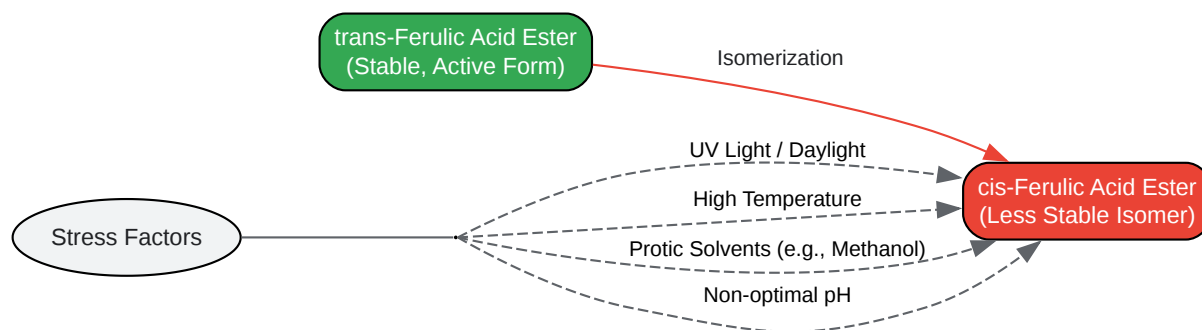 trans-Ferulic Acid Ester
(Stable, Active Form)
Isomerization
UV Light / Daylight
High Temperature
cis-Ferulic Acid Ester
(Less Stable Isomer)
Stress Factors
Protic Solvents (e.g., Methanol)
Non-optimal pH